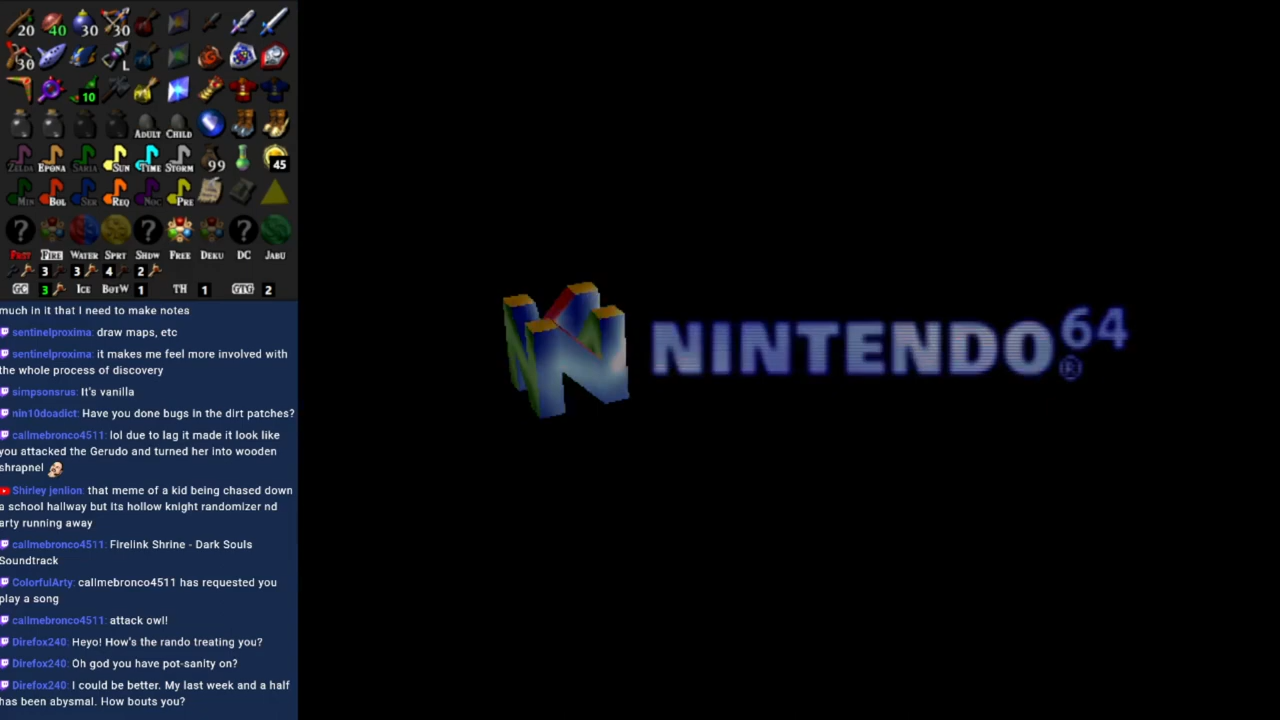 20 40 30 30
30 L
10
ADULT CHILD
ZELDA EPONA SARIA SUN TIME STORM 99 45
MIN BOL SER REQ NOC PRE
? ? ?
FRST FIRE WATER SPRT SHDW FREE DEKU DC JABU
3 3 4 2
GC 3 ICE BOTW 1 TH 1 GTG 2
much in it that I need to make notes
sentinelproxima: draw maps, etc
sentinelproxima: it makes me feel more involved with
the whole process of discovery
simpsonsrus: It's vanilla
nin10doadict: Have you done bugs in the dirt patches?
callmebronco4511: lol due to lag it made it look like
you attacked the Gerudo and turned her into wooden
shrapnel
Shirley jenlion: that meme of a kid being chased down
a school hallway but its hollow knight randomizer nd
arty running away
callmebronco4511: Firelink Shrine - Dark Souls
Soundtrack
ColorfulArty: callmebronco4511 has requested you
play a song
callmebronco4511: attack owl!
Direfox240: Heyo! How's the rando treating you?
Direfox240: Oh god you have pot-sanity on?
Direfox240: I could be better. My last week and a half
has been abysmal. How bouts you?
NINTENDO 64 ®